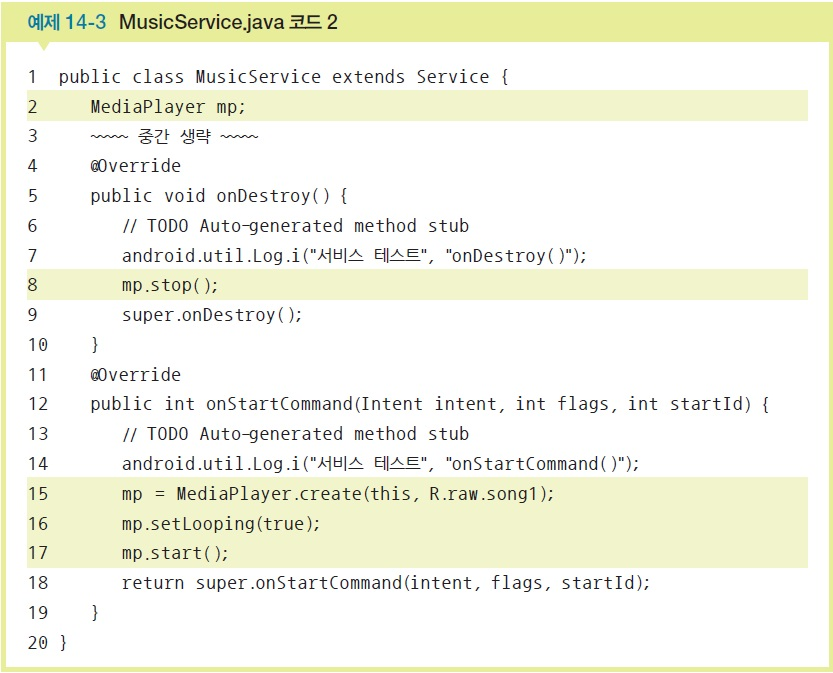 예제 14-3 MusicService.java 코드 2
1 public class MusicService extends Service {
2 MediaPlayer mp;
3 ~~~~~ 중간 생략 ~~~~~
4 @Override
5 public void onDestroy() {
6 // TODO Auto-generated method stub
7 android.util.Log.i("서비스 테스트", "onDestroy()");
8 mp.stop();
9 super.onDestroy();
10 }
11 @Override
12 public int onStartCommand(Intent intent, int flags, int startId) {
13 // TODO Auto-generated method stub
14 android.util.Log.i("서비스 테스트", "onStartCommand()");
15 mp = MediaPlayer.create(this, R.raw.song1);
16 mp.setLooping(true);
17 mp.start();
18 return super.onStartCommand(intent, flags, startId);
19 }
20 }